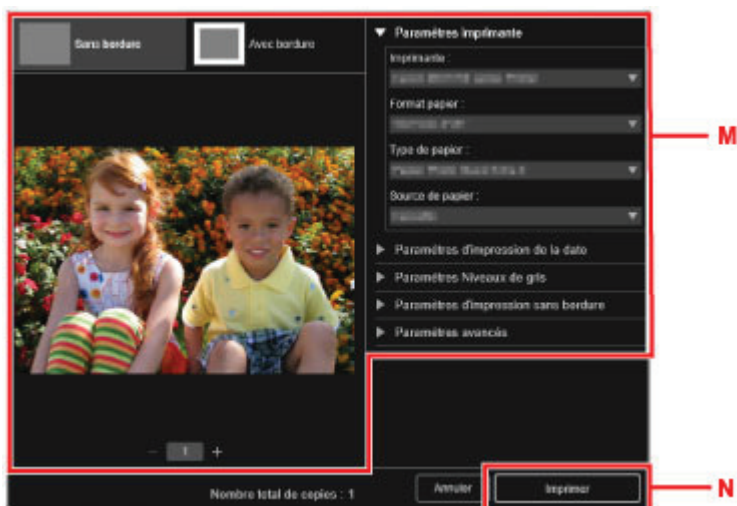 Sans bordure
Avec bordure
Paramètres imprimante
Imprimante :
Format papier :
Type de papier :
Source de papier :
Paramètres d'impression de la date
Paramètres Niveaux de gris
Paramètres d'impression sans bordure
Paramètres avancés
M
− 1 +
Nombre total de copies : 1
Annuler
Imprimer
N